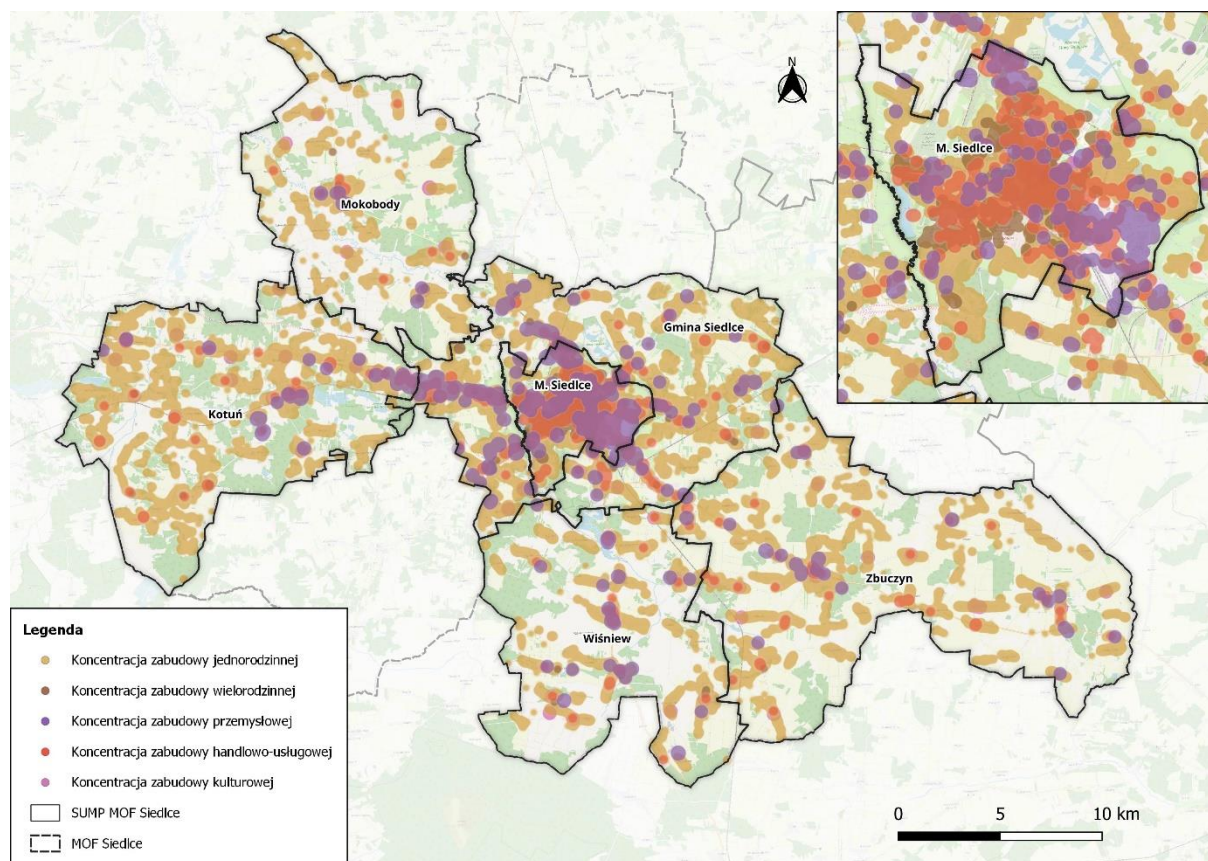 N
M. Siedlce
Mokobody
Gmina Siedlce
M. Siedlce
Kotuń
Zbuczyn
Wiśniew
Legenda
Koncentracja zabudowy jednorodzinnej
Koncentracja zabudowy wielorodzinnej
Koncentracja zabudowy przemysłowej
Koncentracja zabudowy handlowo-usługowej
Koncentracja zabudowy kulturowej
SUMP MOF Siedlce
MOF Siedlce
0 5 10 km